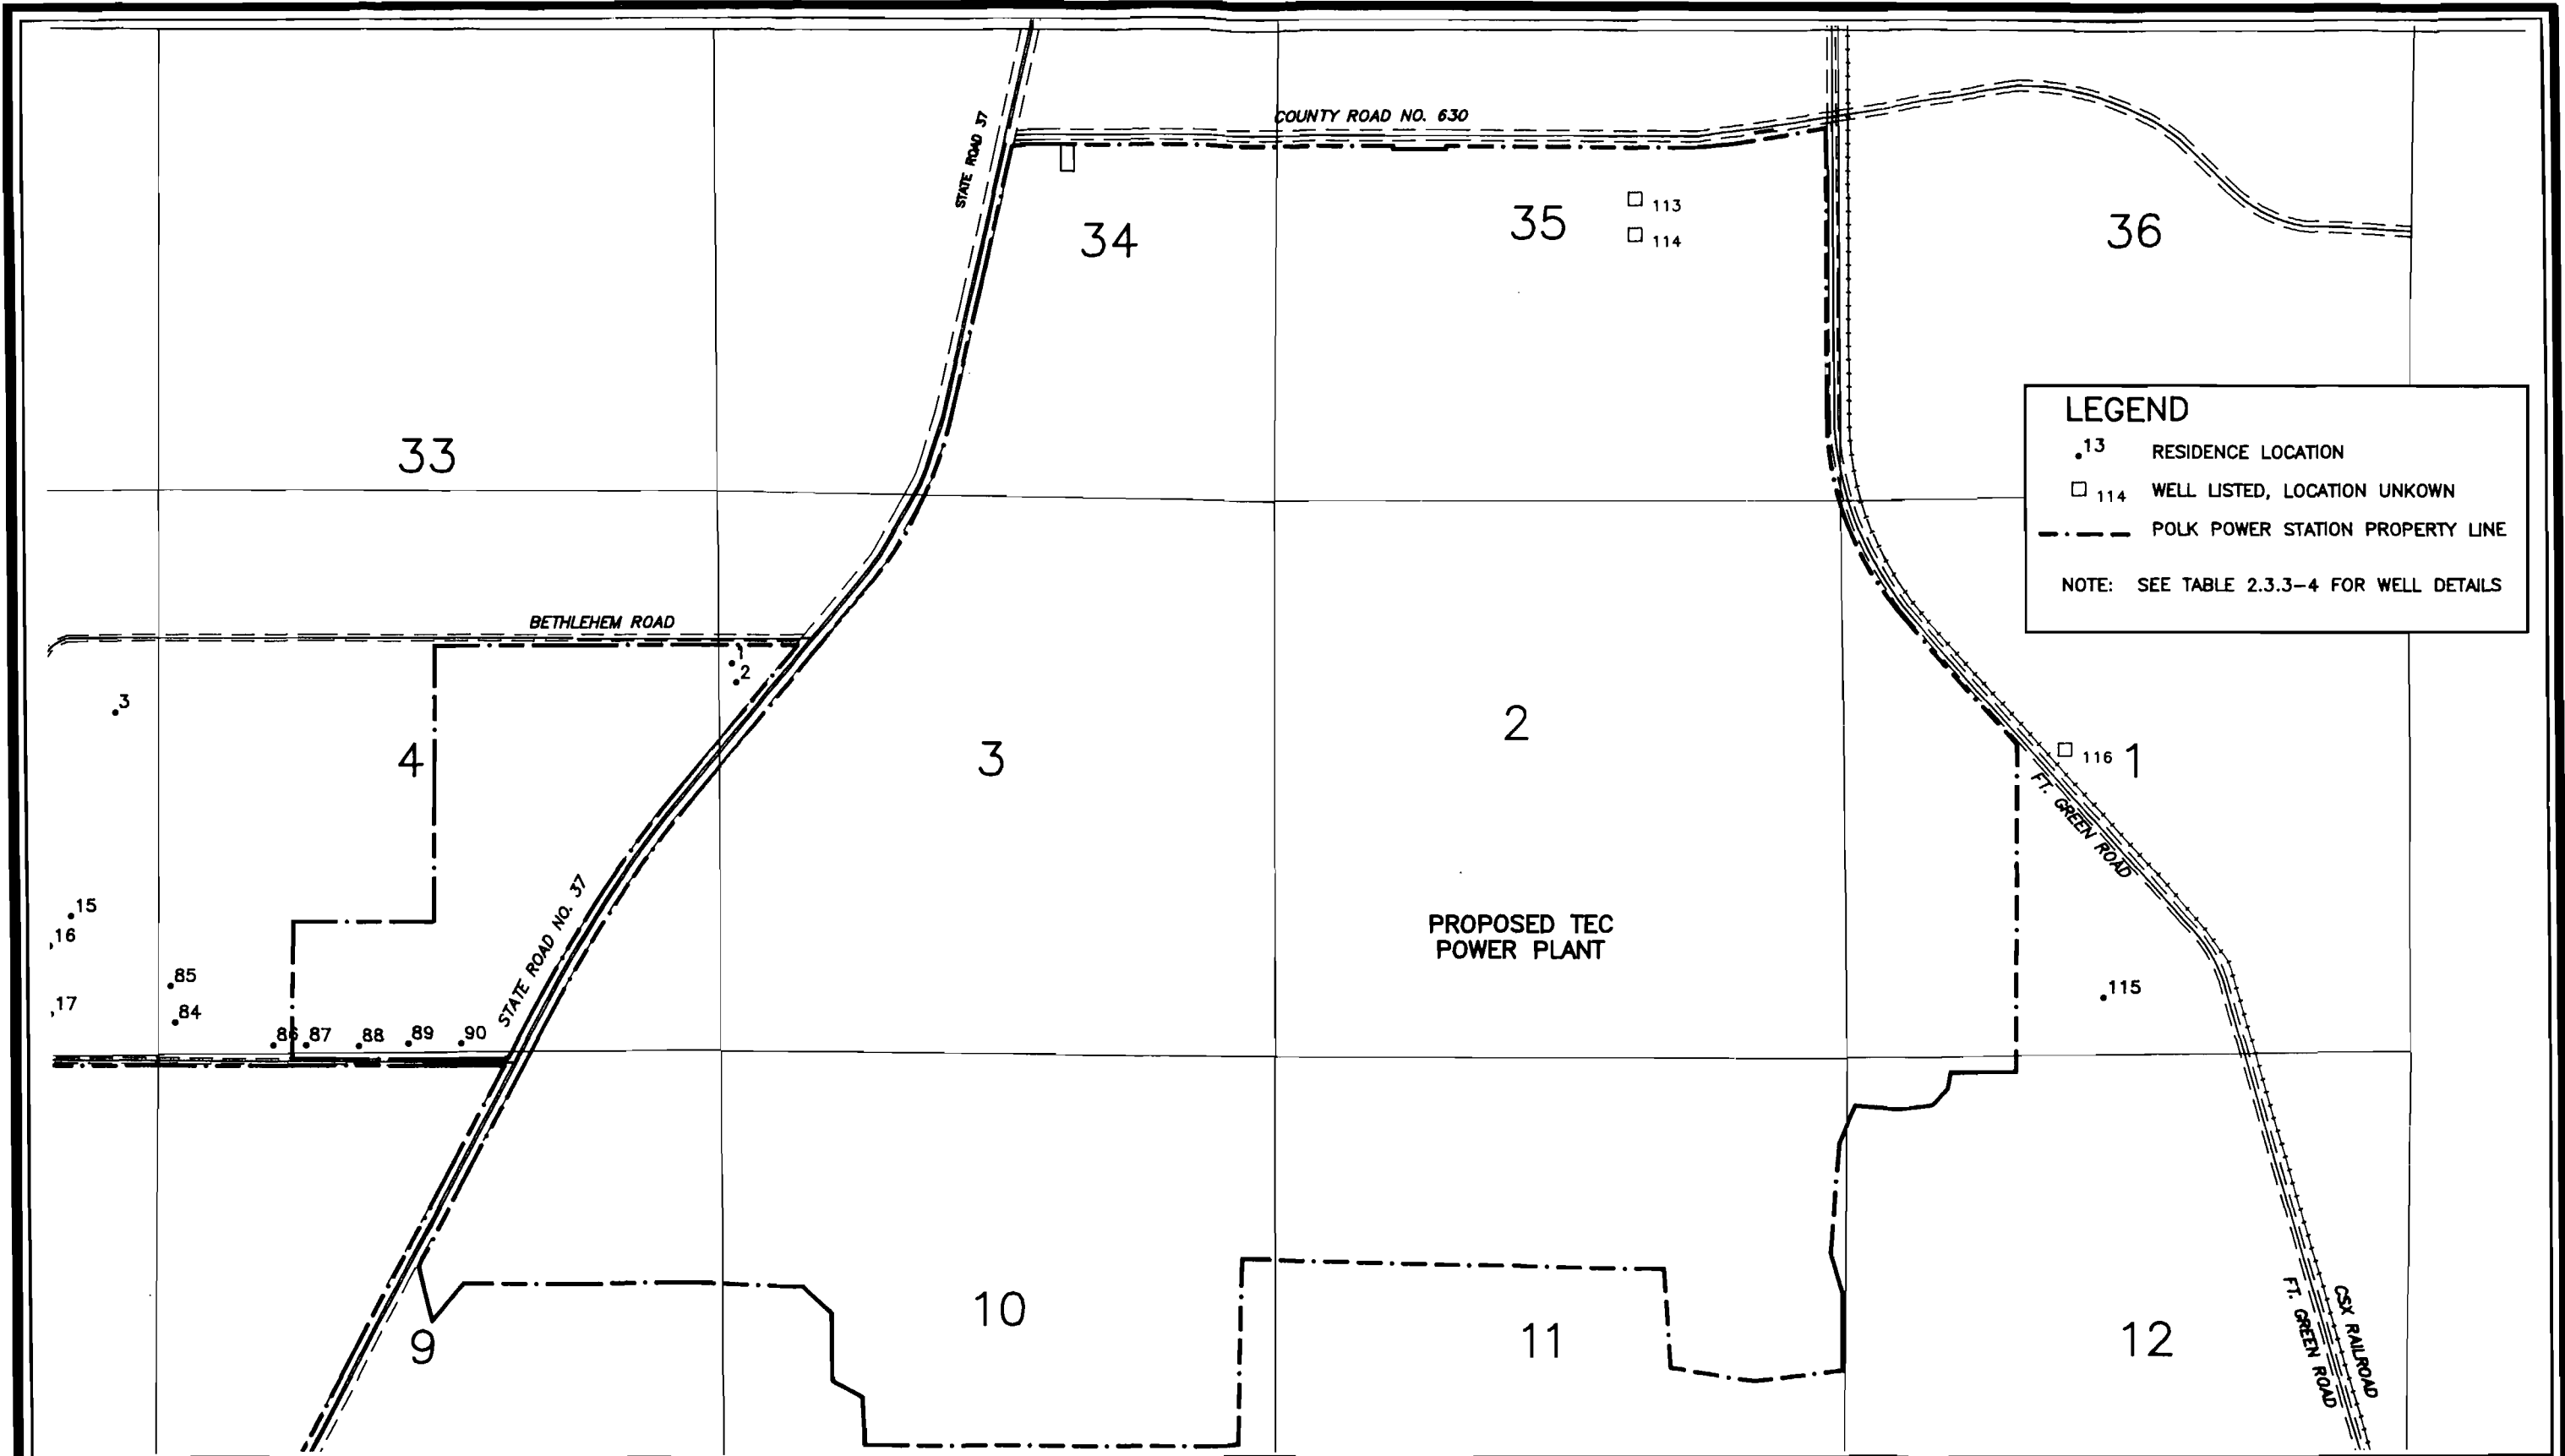 COUNTY ROAD NO. 630
STATE ROAD 37
34
35
113
114
36
33
LEGEND
13 RESIDENCE LOCATION
114 WELL LISTED, LOCATION UNKOWN
POLK POWER STATION PROPERTY LINE
NOTE: SEE TABLE 2.3.3-4 FOR WELL DETAILS
BETHLEHEM ROAD
1
2
3
4
3
2
116
1
FT. GREEN ROAD
STATE ROAD NO. 37
PROPOSED TEC
POWER PLANT
15
16
85
17
84
86
87
88
89
90
115
9
10
11
12
CSX RAILROAD
FT. GREEN ROAD